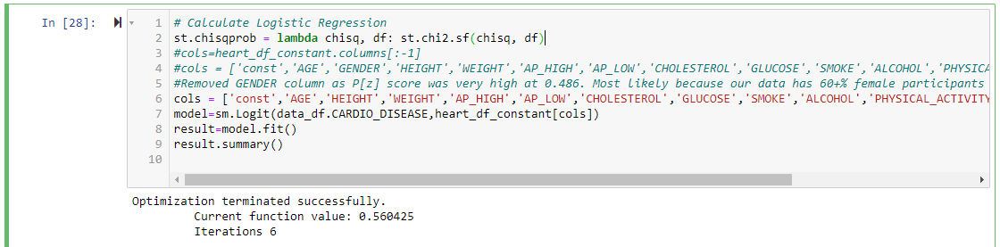 In [28]:
1 # Calculate Logistic Regression
2 st.chisqprob = lambda chisq, df: st.chi2.sf(chisq, df)
3 #cols=heart_df_constant.columns[:-1]
4 #cols = ['const','AGE','GENDER','HEIGHT','WEIGHT','AP_HIGH','AP_LOW','CHOLESTEROL','GLUCOSE','SMOKE','ALCOHOL','PHYSICA
5 #Removed GENDER column as P[z] score was very high at 0.486. Most likely because our data has 60+% female participants
6 cols = ['const','AGE','HEIGHT','WEIGHT','AP_HIGH','AP_LOW','CHOLESTEROL','GLUCOSE','SMOKE','ALCOHOL','PHYSICAL_ACTIVITY
7 model=sm.Logit(data_df.CARDIO_DISEASE,heart_df_constant[cols])
8 result=model.fit()
9 result.summary()
10
Optimization terminated successfully.
Current function value: 0.560425
Iterations 6